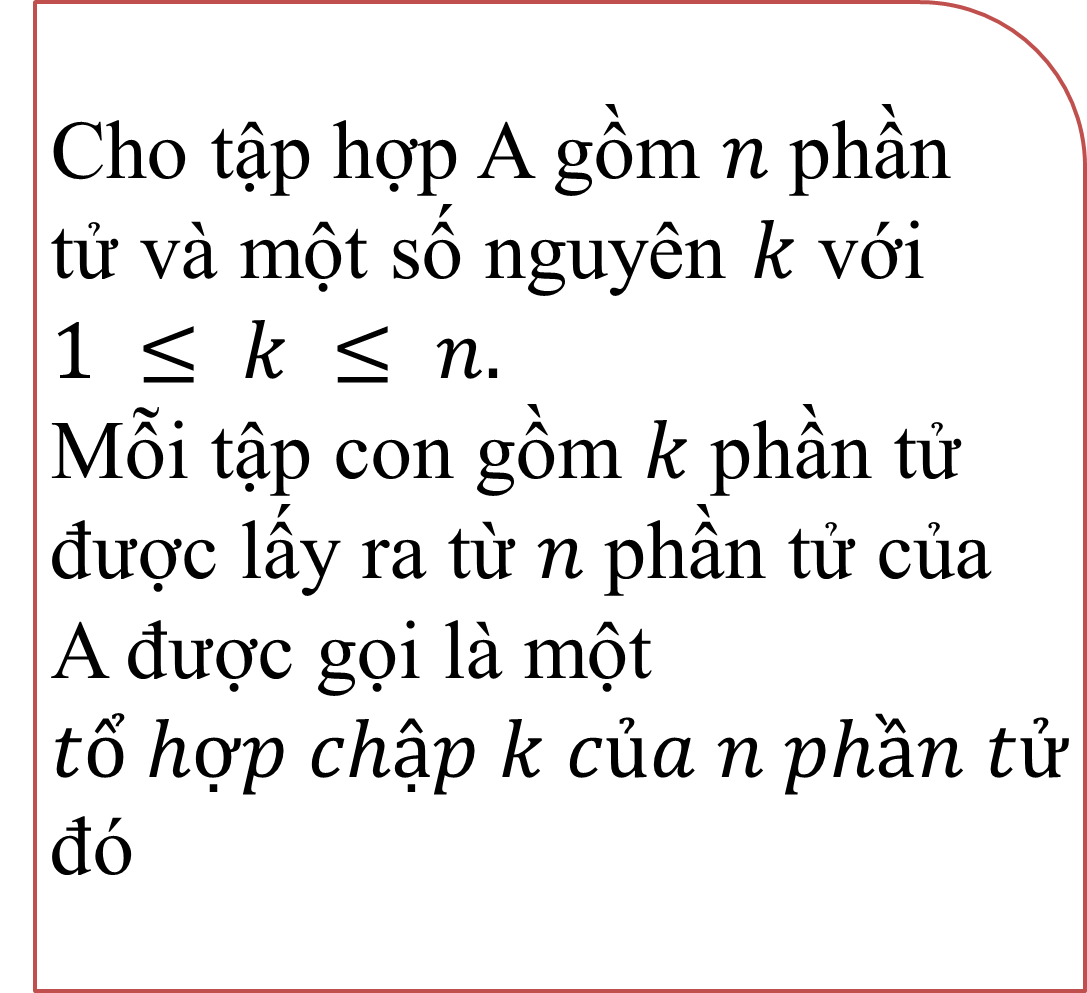 Cho tập hợp A gồm n phần
tử và một số nguyên k với
1 ≤ k ≤ n.
Mỗi tập con gồm k phần tử
được lấy ra từ n phần tử của
A được gọi là một
tổ hợp chập k của n phần tử
đó